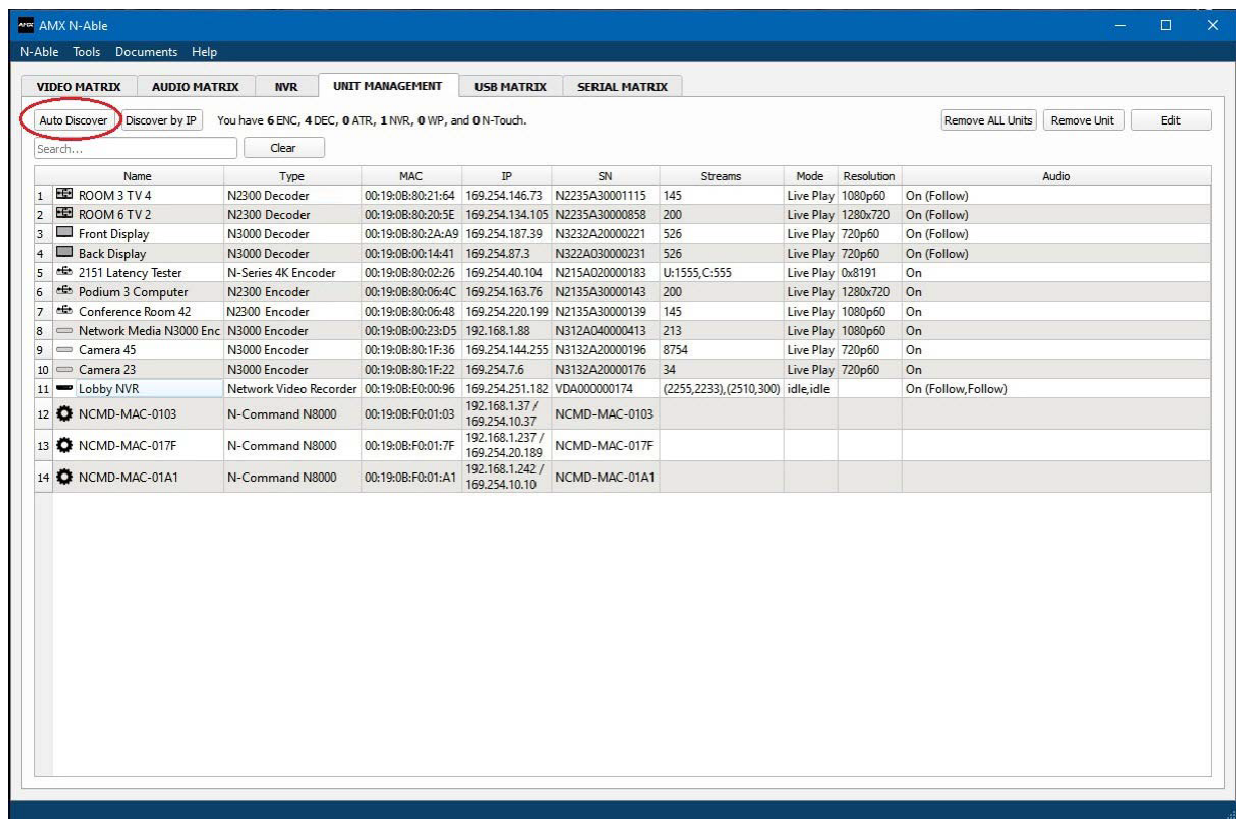 AMX AMX N-Able
N-Able Tools Documents Help
VIDEO MATRIX AUDIO MATRIX NVR UNIT MANAGEMENT USB MATRIX SERIAL MATRIX
Auto Discover Discover by IP You have 6 ENC, 4 DEC, 0 ATR, 1 NVR, 0 WP, and 0 N-Touch. Remove ALL Units Remove Unit Edit
Search... Clear
Name Type MAC IP SN Streams Mode Resolution Audio
1 ROOM 3 TV 4 N2300 Decoder 00:19:0B:80:21:64 169.254.146.73 N2235A30001115 145 Live Play 1080p60 On (Follow)
2 ROOM 6 TV 2 N2300 Decoder 00:19:0B:80:20:5E 169.254.134.105 N2235A30000858 200 Live Play 1280x720 On (Follow)
3 Front Display N3000 Decoder 00:19:0B:80:2A:A9 169.254.187.39 N3232A20000221 526 Live Play 720p60 On (Follow)
4 Back Display N3000 Decoder 00:19:0B:00:14:41 169.254.87.3 N322A030000231 526 Live Play 720p60 On (Follow)
5 2151 Latency Tester N-Series 4K Encoder 00:19:0B:80:02:26 169.254.40.104 N215A020000183 U:1555,C:555 Live Play 0x8191 On
6 Podium 3 Computer N2300 Encoder 00:19:0B:80:06:4C 169.254.163.76 N2135A30000143 200 Live Play 1280x720 On
7 Conference Room 42 N2300 Encoder 00:19:0B:80:06:48 169.254.220.199 N2135A30000139 145 Live Play 1080p60 On
8 Network Media N3000 Enc N3000 Encoder 00:19:0B:00:23:D5 192.168.1.88 N312A040000413 213 Live Play 1080p60 On
9 Camera 45 N3000 Encoder 00:19:0B:80:1F:36 169.254.144.255 N3132A20000196 8754 Live Play 720p60 On
10 Camera 23 N3000 Encoder 00:19:0B:80:1F:22 169.254.7.6 N3132A20000176 34 Live Play 720p60 On
11 Lobby NVR Network Video Recorder 00:19:0B:E0:00:96 169.254.251.182 VDA000000174 (2255,2233),(2510,300) idle,idle On (Follow,Follow)
12 NCMD-MAC-0103 N-Command N8000 00:19:0B:F0:01:03 192.168.1.37 / NCMD-MAC-0103
169.254.10.37
13 NCMD-MAC-017F N-Command N8000 00:19:0B:F0:01:7F 192.168.1.237 / NCMD-MAC-017F
169.254.20.189
14 NCMD-MAC-01A1 N-Command N8000 00:19:0B:F0:01:A1 192.168.1.242 / NCMD-MAC-01A1
169.254.10.10